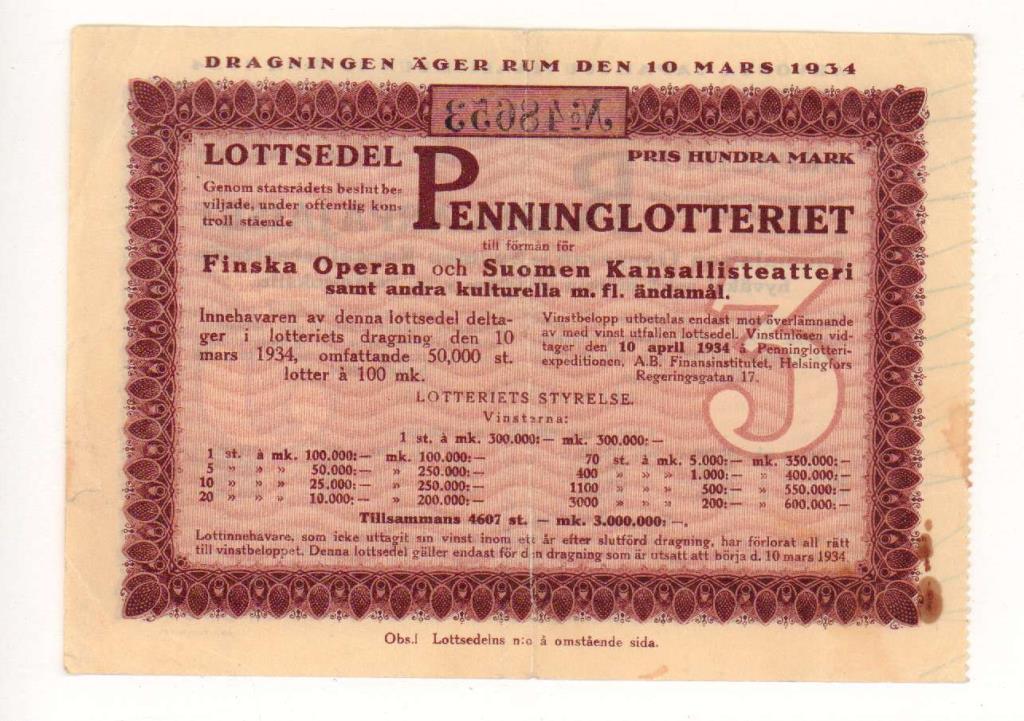 DRAGNINGEN ÄGER RUM DEN 10 MARS 1934
№ 48653
LOTTSEDEL
PRIS HUNDRA MARK
Genom statsrådets beslut be-
viljade, under offentlig kon-
troll stående
PENNINGLOTTERIET
till förmån för
Finska Operan och Suomen Kansallisteatteri
samt andra kulturella m. fl. ändamål.
Innehavaren av denna lottsedel delta-
ger i lotteriets dragning den 10
mars 1934, omfattande 50,000 st.
lotter à 100 mk.
Vinstbelopp utbetalas endast mot överlämnande
av med vinst utfallen lottsedel. Vinstinlösen vid-
tager den 10 april 1934 å Penninglotteri-
expeditionen, A.B. Finansinstitutet, Helsingfors
Regeringsgatan 17.
3
LOTTERIETS STYRELSE.
Vinsterna:
1 st. à mk. 300.000:— mk. 300.000:—
1 st. à mk. 100.000:— mk. 100.000:—
5 » » » 50.000:— » 250.000:—
10 » » » 25.000:— » 250.000:—
20 » » » 10.000:— » 200.000:—
70 st. à mk. 5.000:— mk. 350.000:—
400 » » » 1.000:— » 400.000:—
1100 » » » 500:— » 550.000:—
3000 » » » 200:— » 600.000:—
Tillsammans 4607 st. — mk. 3.000.000: —.
Lottinnehavare, som icke uttagit sin vinst inom ett år efter slutförd dragning, har förlorat all rätt
till vinstbeloppet. Denna lottsedel gäller endast för den dragning som är utsatt att börja d. 10 mars 1934
Obs.! Lottsedelns n:o å omstående sida.